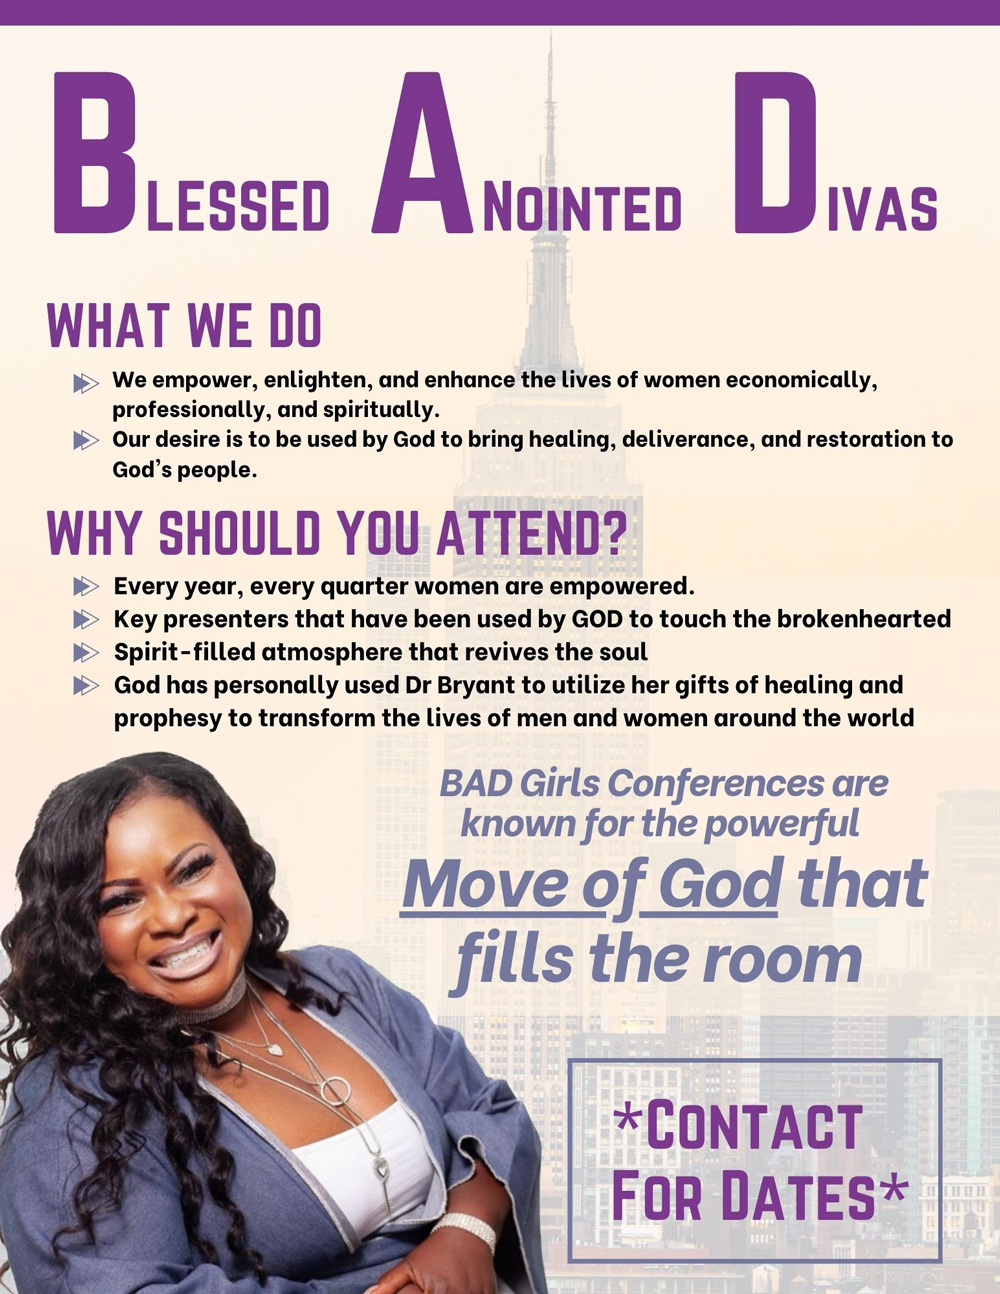 BLESSED ANOINTED DIVAS
WHAT WE DO
We empower, enlighten, and enhance the lives of women economically,
professionally, and spiritually.
Our desire is to be used by God to bring healing, deliverance, and restoration to
God's people.
WHY SHOULD YOU ATTEND?
Every year, every quarter women are empowered.
Key presenters that have been used by GOD to touch the brokenhearted
Spirit-filled atmosphere that revives the soul
God has personally used Dr Bryant to utilize her gifts of healing and
prophesy to transform the lives of men and women around the world
BAD Girls Conferences are
known for the powerful
Move of God that
fills the room
*CONTACT
FOR DATES*